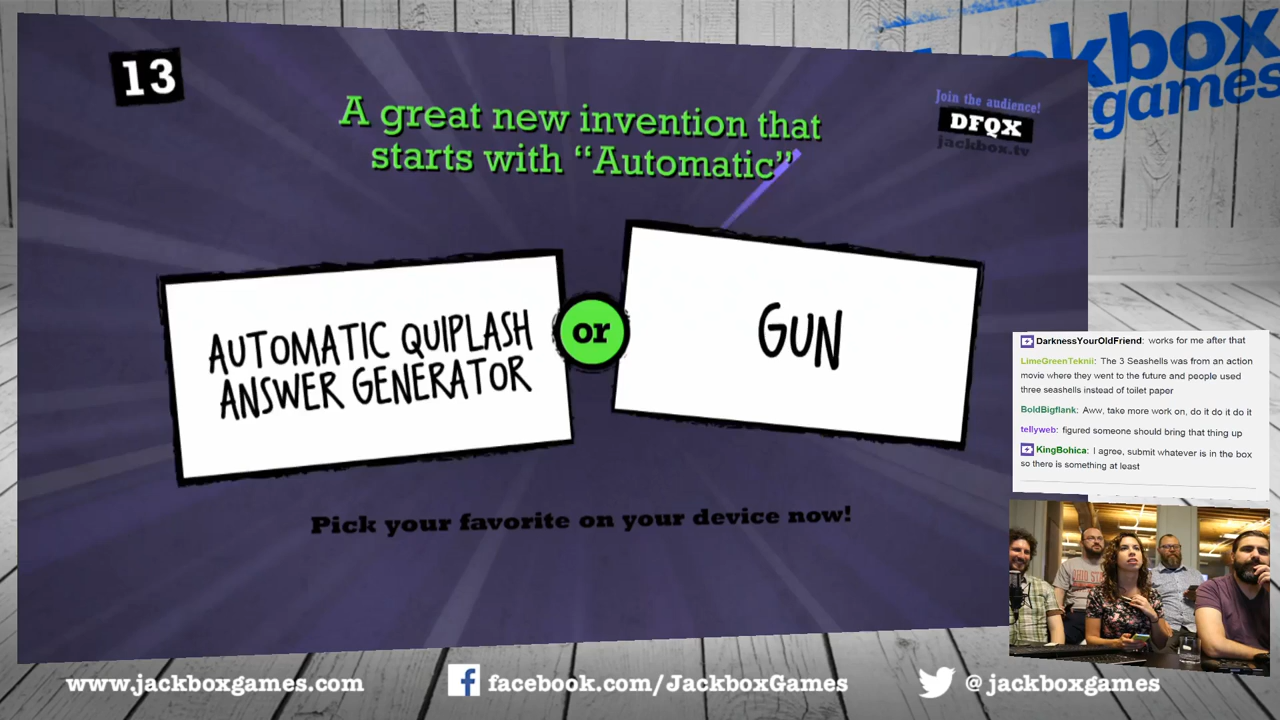 13
A great new invention that
starts with “Automatic”
Join the audience!
DFQX
jackbox.tv
jackbox
games
AUTOMATIC QUIPLASH
ANSWER GENERATOR
or
GUN
Pick your favorite on your device now!
DarknessYourOldFriend: works for me after that
LimeGreenTeknii: The 3 Seashells was from an action
movie where they went to the future and people used
three seashells instead of toilet paper
BoldBigflank: Aww, take more work on, do it do it do it
tellyweb: figured someone should bring that thing up
KingBohica: I agree, submit whatever is in the box
so there is something at least
www.jackboxgames.com
facebook.com/JackboxGames
@jackboxgames